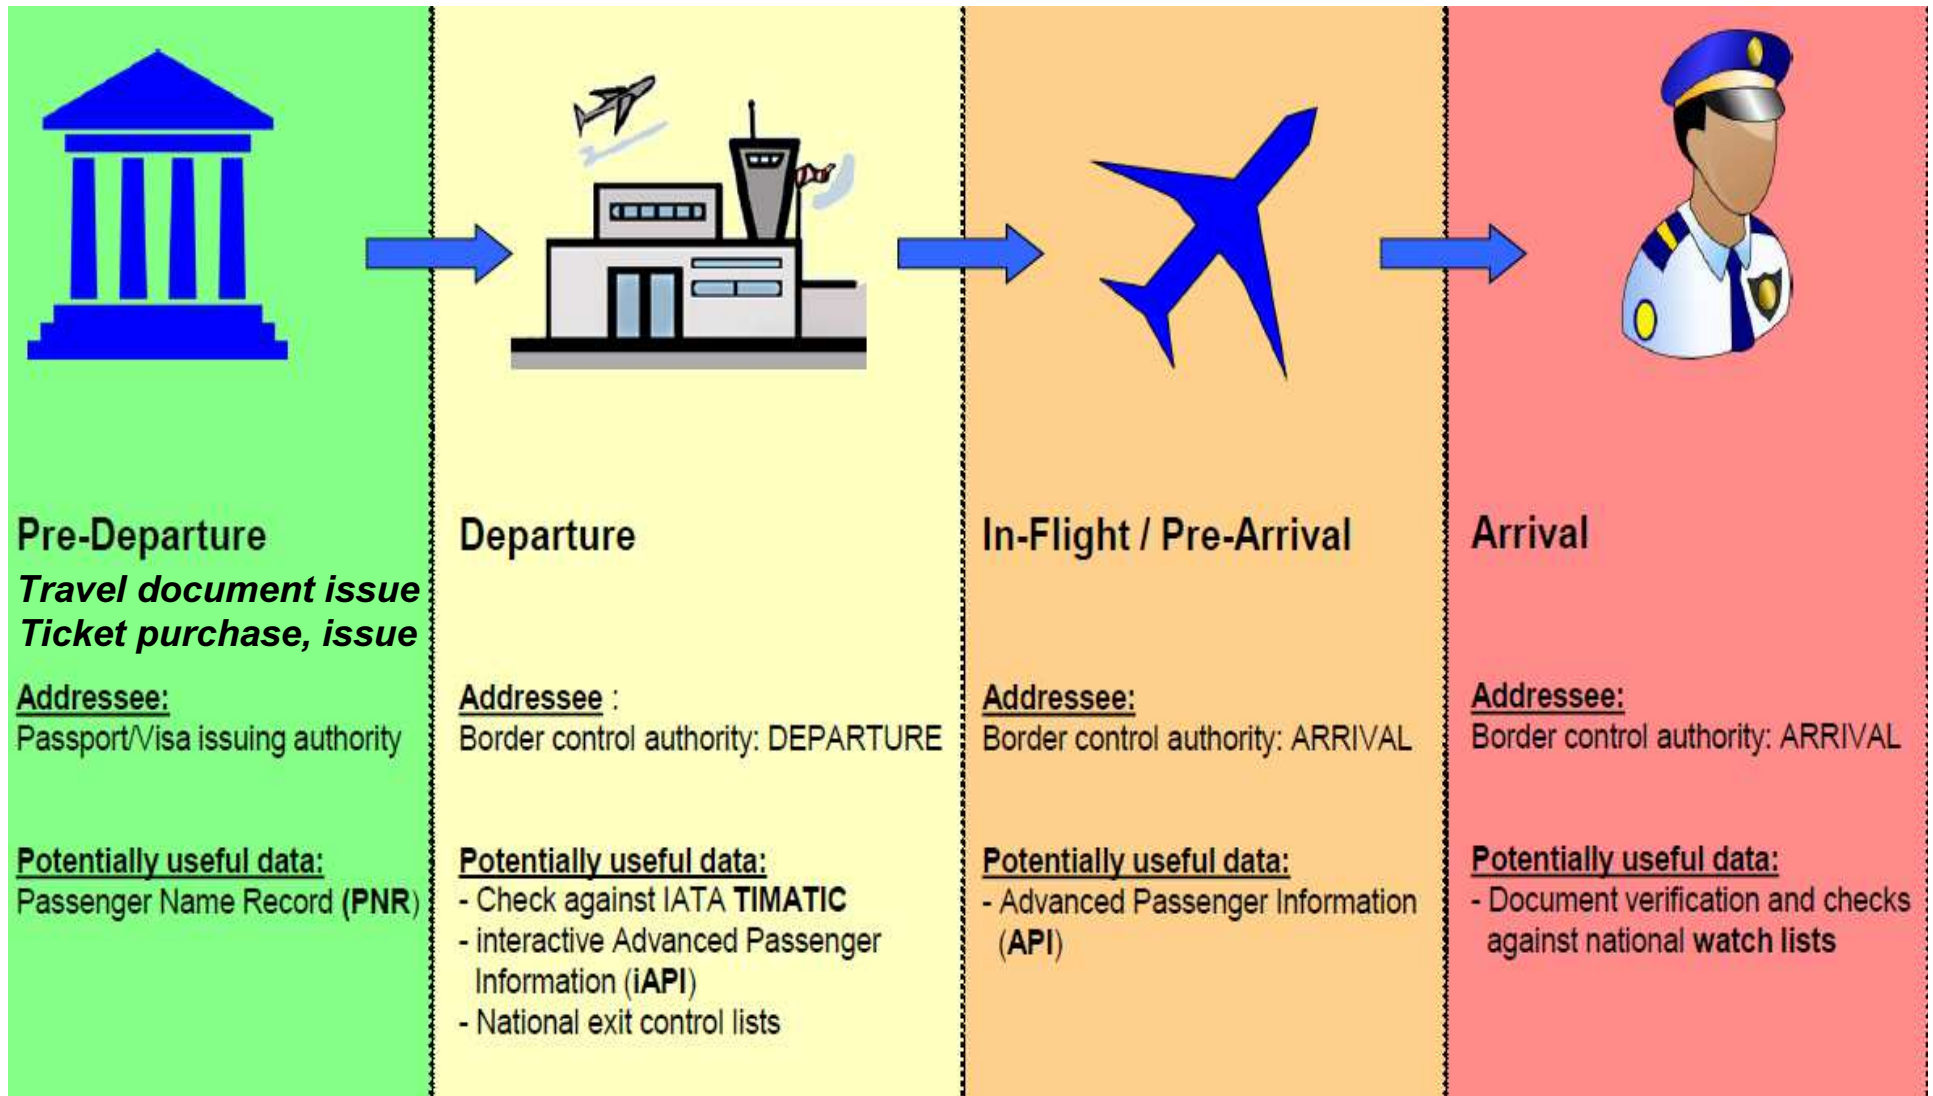 Pre-Departure
Travel document issue
Ticket purchase, issue
Addressee:
Passport/Visa issuing authority
Potentially useful data:
Passenger Name Record (PNR)
Departure
Addressee :
Border control authority: DEPARTURE
Potentially useful data:
- Check against IATA TIMATIC
- interactive Advanced Passenger
Information (iAPI)
- National exit control lists
In-Flight / Pre-Arrival
Addressee:
Border control authority: ARRIVAL
Potentially useful data:
- Advanced Passenger Information
(API)
Arrival
Addressee:
Border control authority: ARRIVAL
Potentially useful data:
- Document verification and checks
against national watch lists